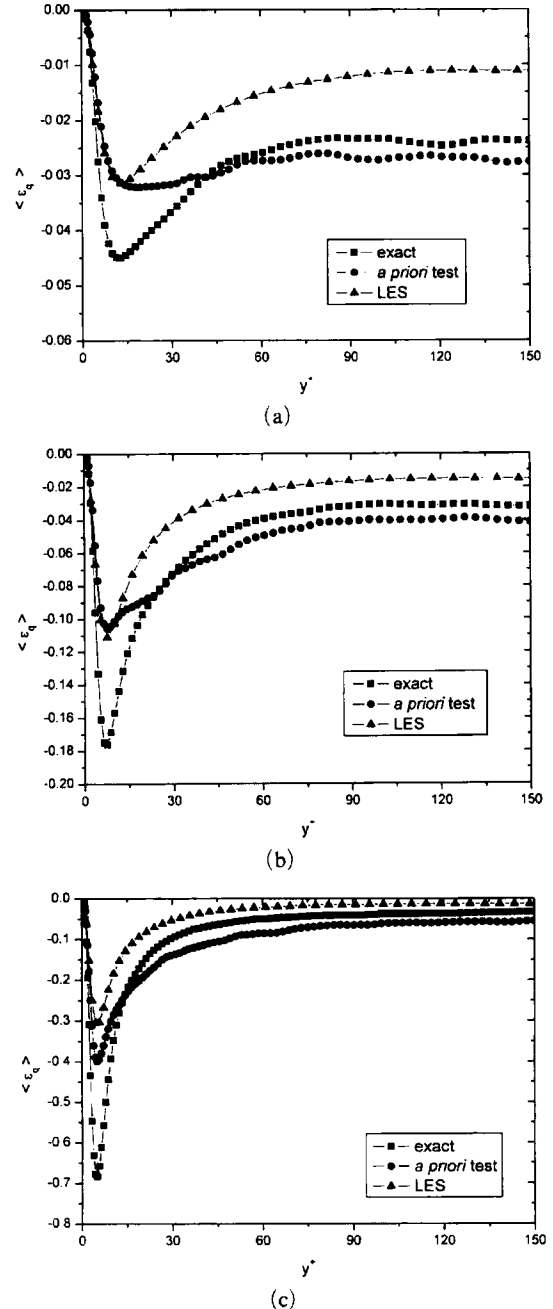 0.00
-0.01
-0.02
-0.03
-0.04
-0.05
-0.06
< ε_q >
exact
a priori test
LES
0 30 60 90 120 150
y+
(a)
0.00
-0.02
-0.04
-0.06
-0.08
-0.10
-0.12
-0.14
-0.16
-0.18
-0.20
< ε_q >
exact
a priori test
LES
0 30 60 90 120 150
y+
(b)
0.0
-0.1
-0.2
-0.3
-0.4
-0.5
-0.6
-0.7
-0.8
< ε_q >
exact
a priori test
LES
0 30 60 90 120 150
y+
(c)